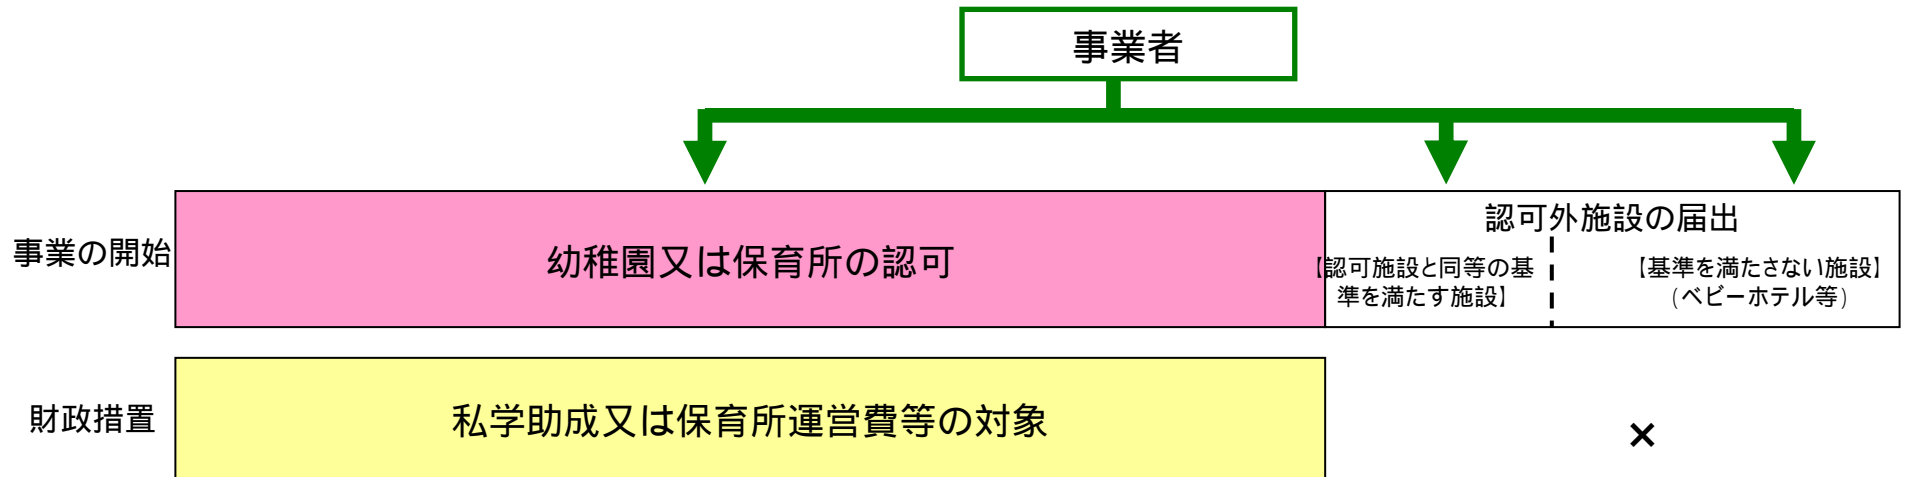 事業者
事業の開始
幼稚園又は保育所の認可
認可外施設の届出
【認可施設と同等の基
準を満たす施設】
【基準を満たさない施設】
(ベビーホテル等)
財政措置
私学助成又は保育所運営費等の対象
×